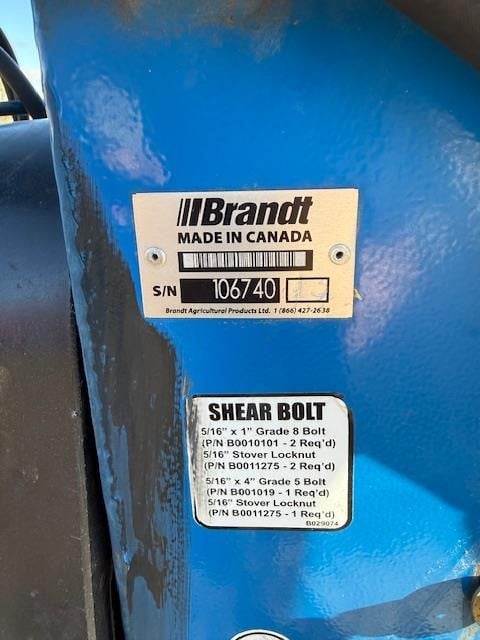 Brandt
MADE IN CANADA
S/N 106740 13
Brandt Agricultural Products Ltd. 1 (866) 427-2638
SHEAR BOLT
5/16" x 1" Grade 8 Bolt
(P/N B0010101 - 2 Req'd)
5/16" Stover Locknut
(P/N B0011275 - 2 Req'd)
5/16" x 4" Grade 5 Bolt
(P/N B001019 - 1 Req'd)
5/16" Stover Locknut
(P/N B0011275 - 1 Req'd)
B029074